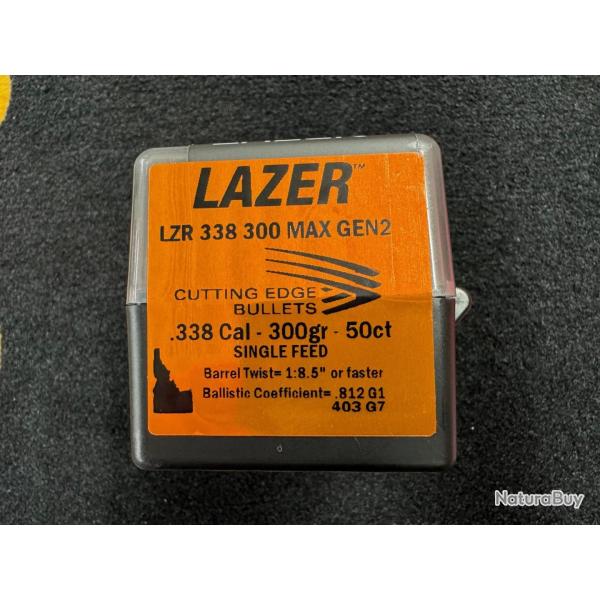 LAZER™
LZR 338 300 MAX GEN2
CUTTING EDGE
BULLETS
.338 Cal - 300gr - 50ct
SINGLE FEED
Barrel Twist= 1:8.5" or faster
Ballistic Coefficient= .812 G1
403 G7
NaturaBuy